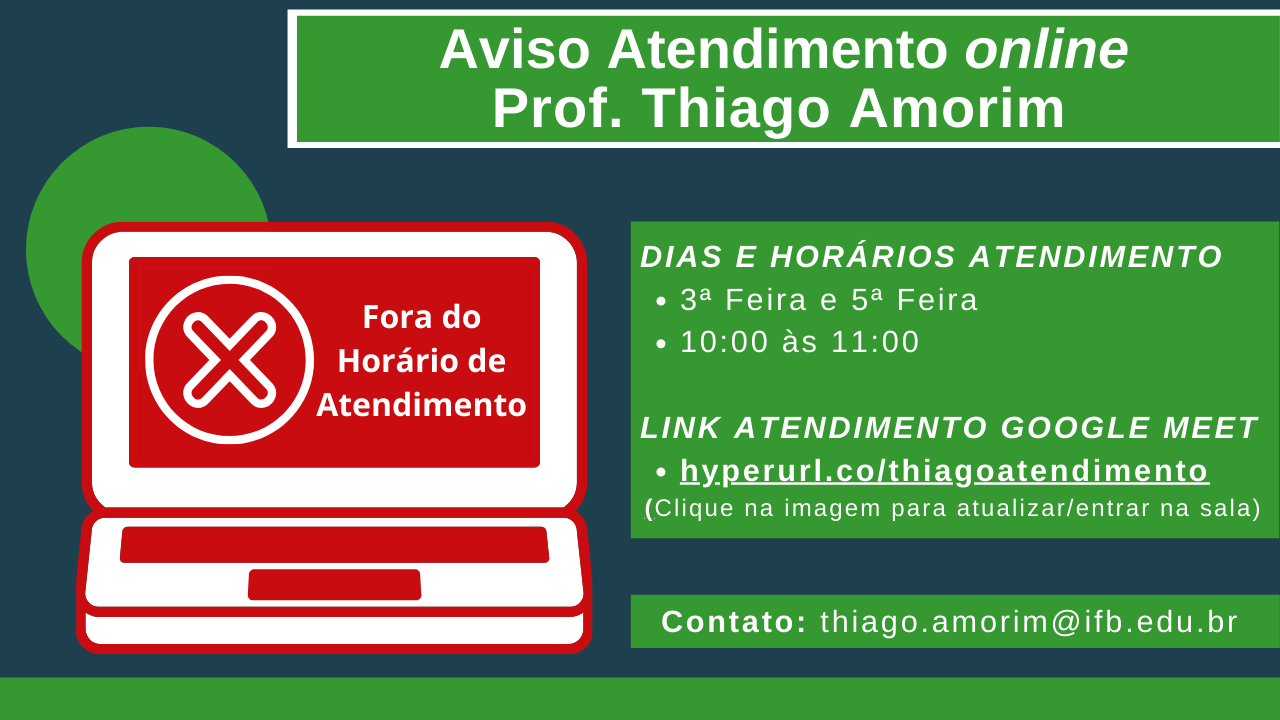 Aviso Atendimento online
Prof. Thiago Amorim
Fora do
Horário de
Atendimento
DIAS E HORÁRIOS ATENDIMENTO
• 3ª Feira e 5ª Feira
• 10:00 às 11:00
LINK ATENDIMENTO GOOGLE MEET
• hyperurl.co/thiagoatendimento
(Clique na imagem para atualizar/entrar na sala)
Contato: thiago.amorim@ifb.edu.br